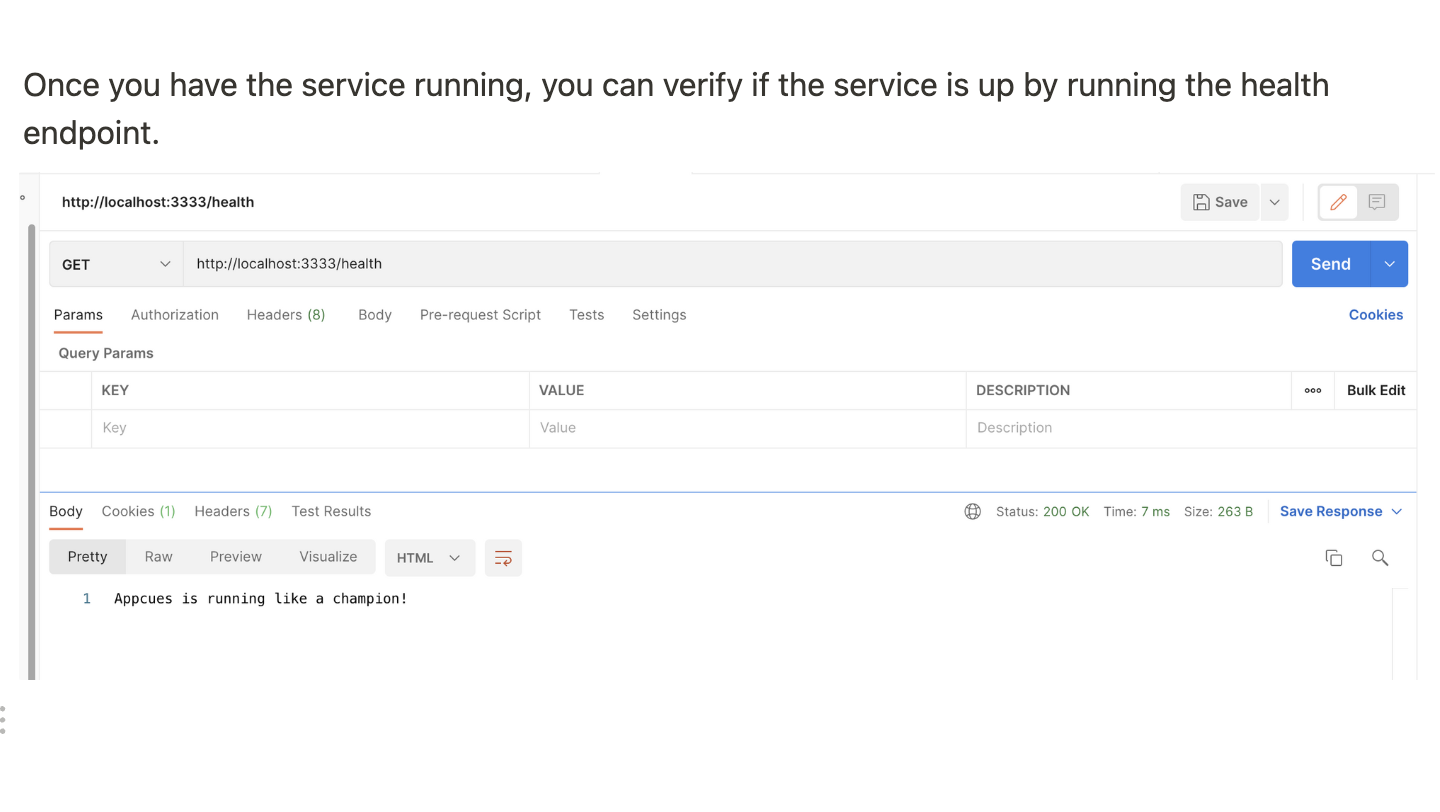 Once you have the service running, you can verify if the service is up by running the health
endpoint.
http://localhost:3333/health
Save
GET http://localhost:3333/health Send
Params Authorization Headers (8) Body Pre-request Script Tests Settings Cookies
Query Params
KEY VALUE DESCRIPTION Bulk Edit
Key Value Description
Body Cookies (1) Headers (7) Test Results Status: 200 OK Time: 7 ms Size: 263 B Save Response
Pretty Raw Preview Visualize HTML
1 Appcues is running like a champion!